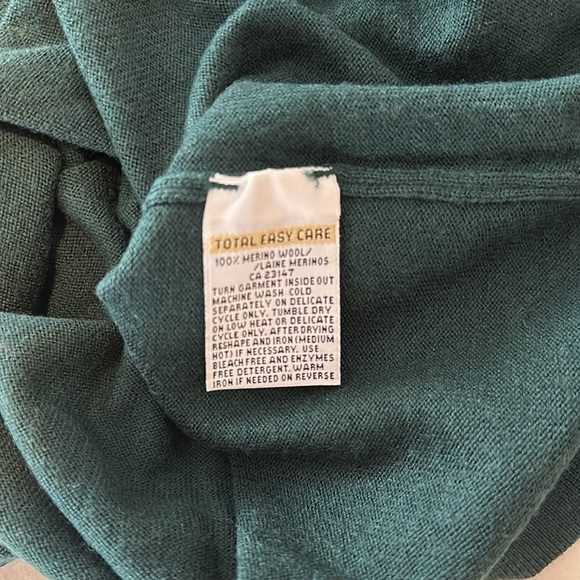 TOTAL EASY CARE
100% MERINO WOOL/
/LAINE MERINOS
CA 23147
TURN GARMENT INSIDE OUT
MACHINE WASH COLD
SEPARATELY ON DELICATE
CYCLE ONLY. TUMBLE DRY
ON LOW HEAT OR DELICATE
CYCLE ONLY. AFTER DRYING
RESHAPE AND IRON (MEDIUM
HOT) IF NECESSARY. USE
BLEACH FREE AND ENZYMES
FREE DETERGENT. WARM
IRON IF NEEDED ON REVERSE